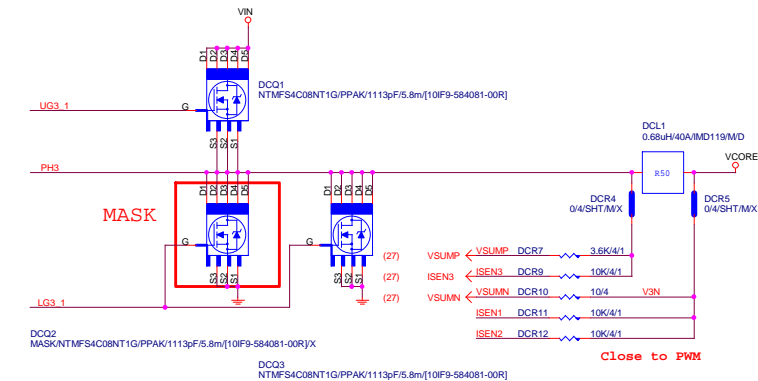 VIN
D1 D2 D3 D4 D5
DCQ1
NTMFS4C08NT1G/PPAK/1113pF/5.8m/[10IF9-584081-00R]
UG3_1
G
S3 S2 S1
DCL1
0.68uH/40A/IMD119/M/D
PH3
VCORE
R50
D1 D2 D3 D4 D5
D1 D2 D3 D4 D5
MASK
DCR4
0/4/SHT/M/X
DCR5
0/4/SHT/M/X
G
G
S3 S2 S1
S3 S2 S1
(27) VSUMP VSUMP DCR7 3.6K/4/1
(27) ISEN3 ISEN3 DCR9 10K/4/1
(27) VSUMN VSUMN DCR10 10/4 V3N
LG3_1
ISEN1 DCR11 10K/4/1
ISEN2 DCR12 10K/4/1
DCQ2
MASK/NTMFS4C08NT1G/PPAK/1113pF/5.8m/[10IF9-584081-00R]/X
Close to PWM
DCQ3
NTMFS4C08NT1G/PPAK/1113pF/5.8m/[10IF9-584081-00R]